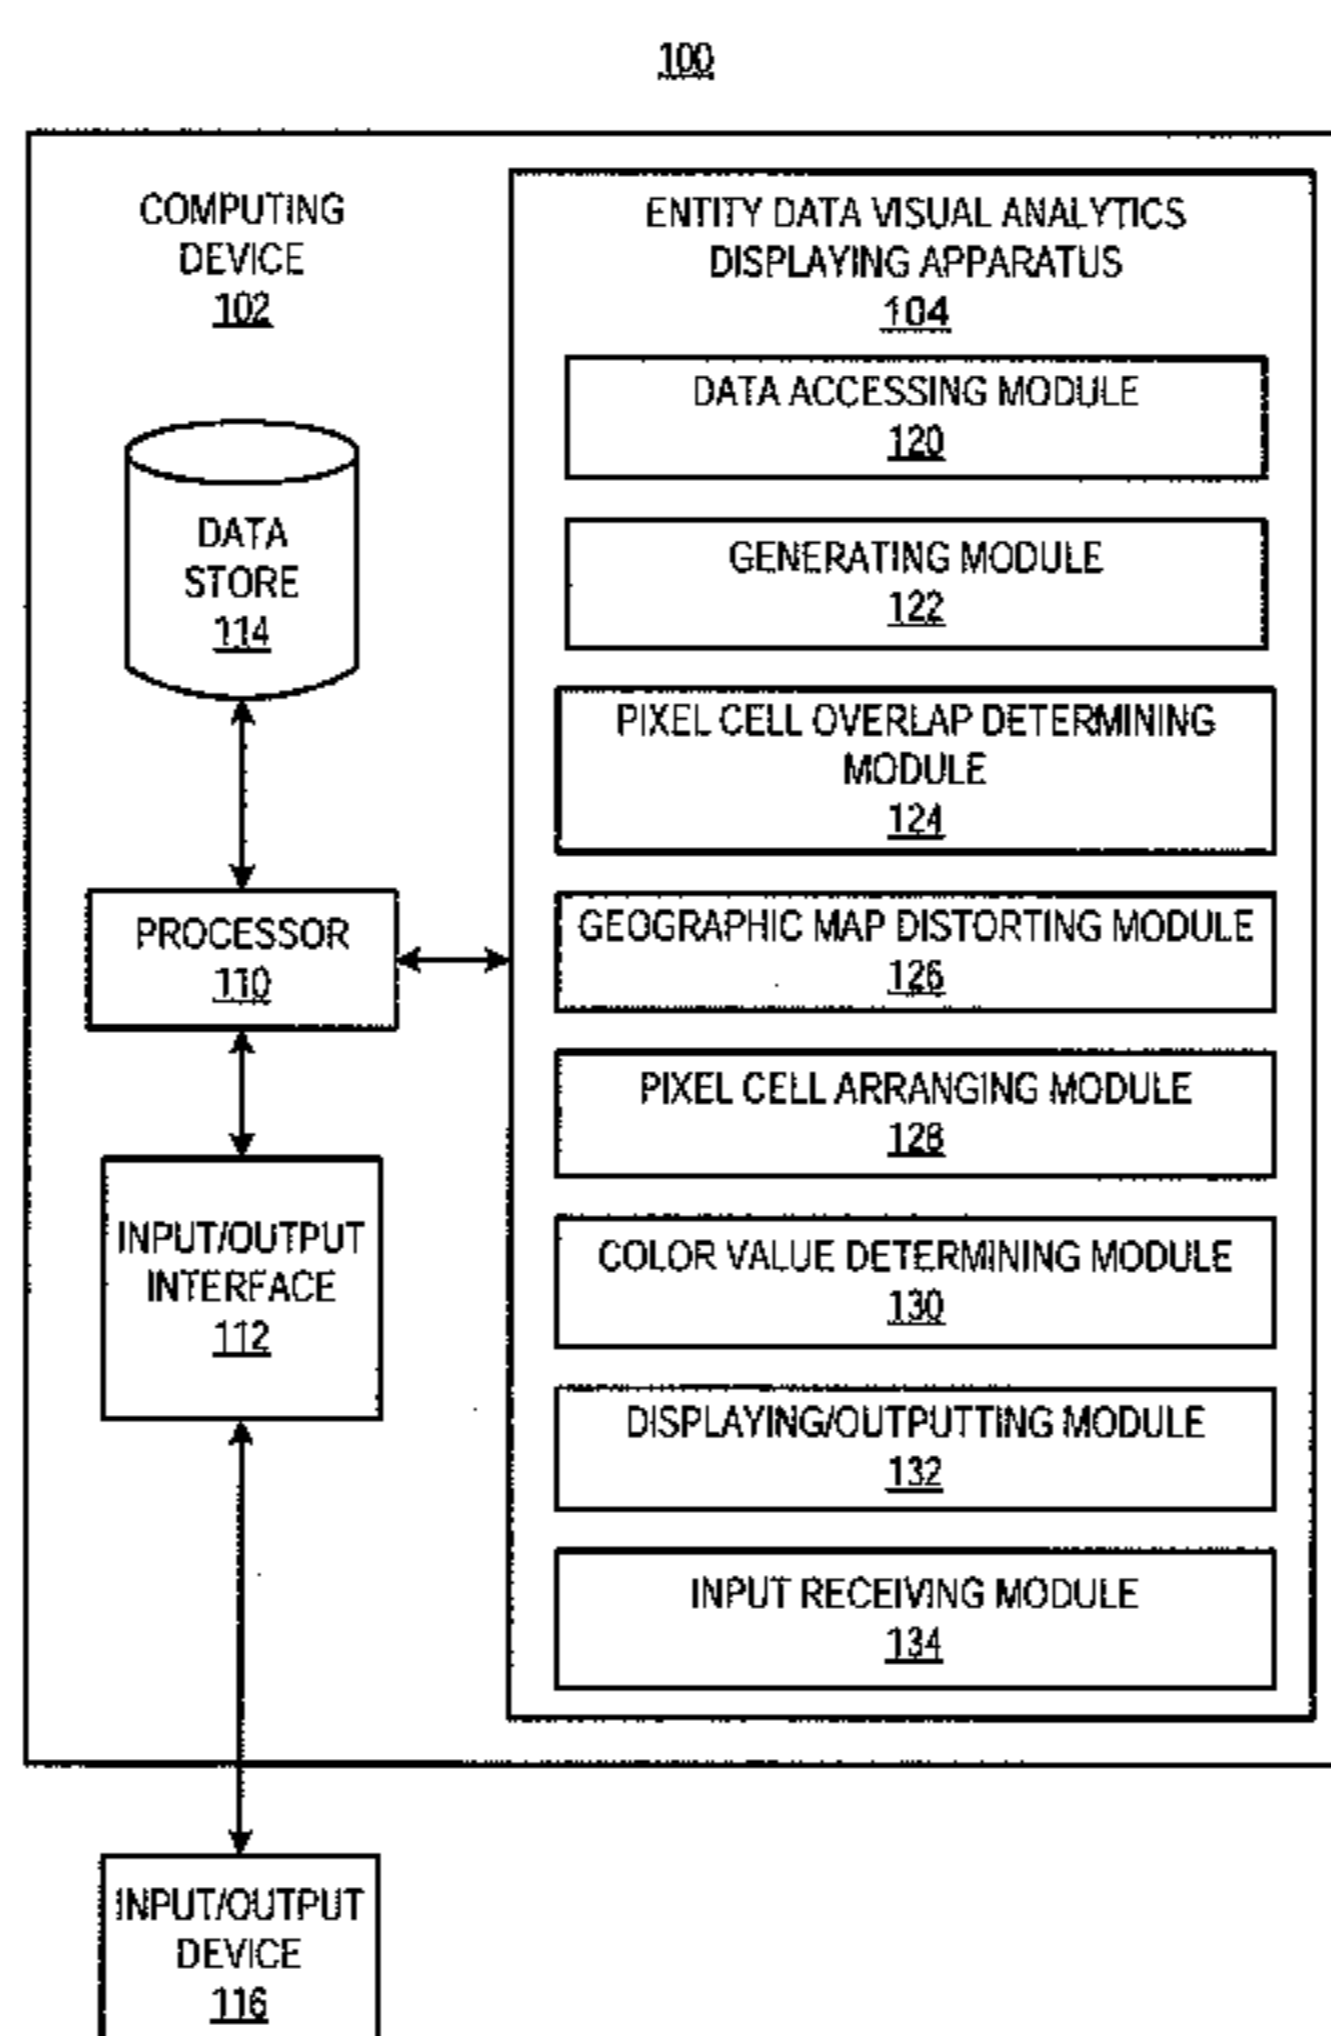 100
COMPUTING
DEVICE
102
DATA
STORE
114
PROCESSOR
110
INPUT/OUTPUT
INTERFACE
112
ENTITY DATA VISUAL ANALYTICS
DISPLAYING APPARATUS
104
DATA ACCESSING MODULE
120
GENERATING MODULE
122
PIXEL CELL OVERLAP DETERMINING
MODULE
124
GEOGRAPHIC MAP DISTORTING MODULE
126
PIXEL CELL ARRANGING MODULE
128
COLOR VALUE DETERMINING MODULE
130
DISPLAYING/OUTPUTTING MODULE
132
INPUT RECEIVING MODULE
134
INPUT/OUTPUT
DEVICE
116